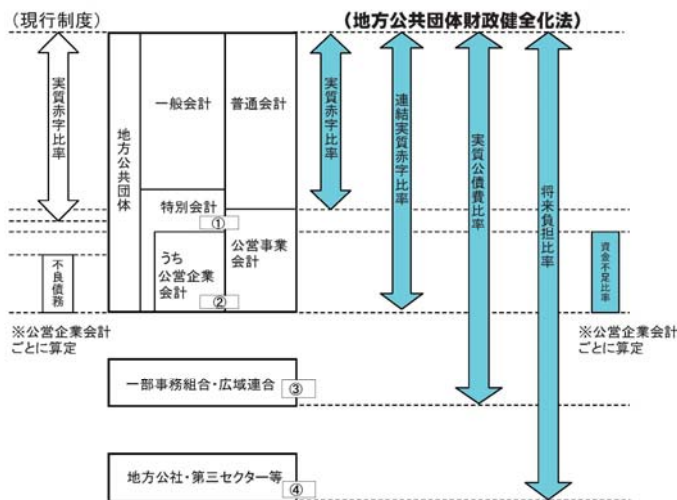 (現行制度)
(地方公共団体財政健全化法)
実質赤字比率
地方公共団体
一般会計
普通会計
特別会計
①
うち
公営企業
会計
②
公営事業
会計
実質赤字比率
連結実質赤字比率
実質公債費比率
将来負担比率
不良債務
資金不足比率
※公営企業会計
ごとに算定
※公営企業会計
ごとに算定
一部事務組合・広域連合
③
地方公社・第三セクター等
④